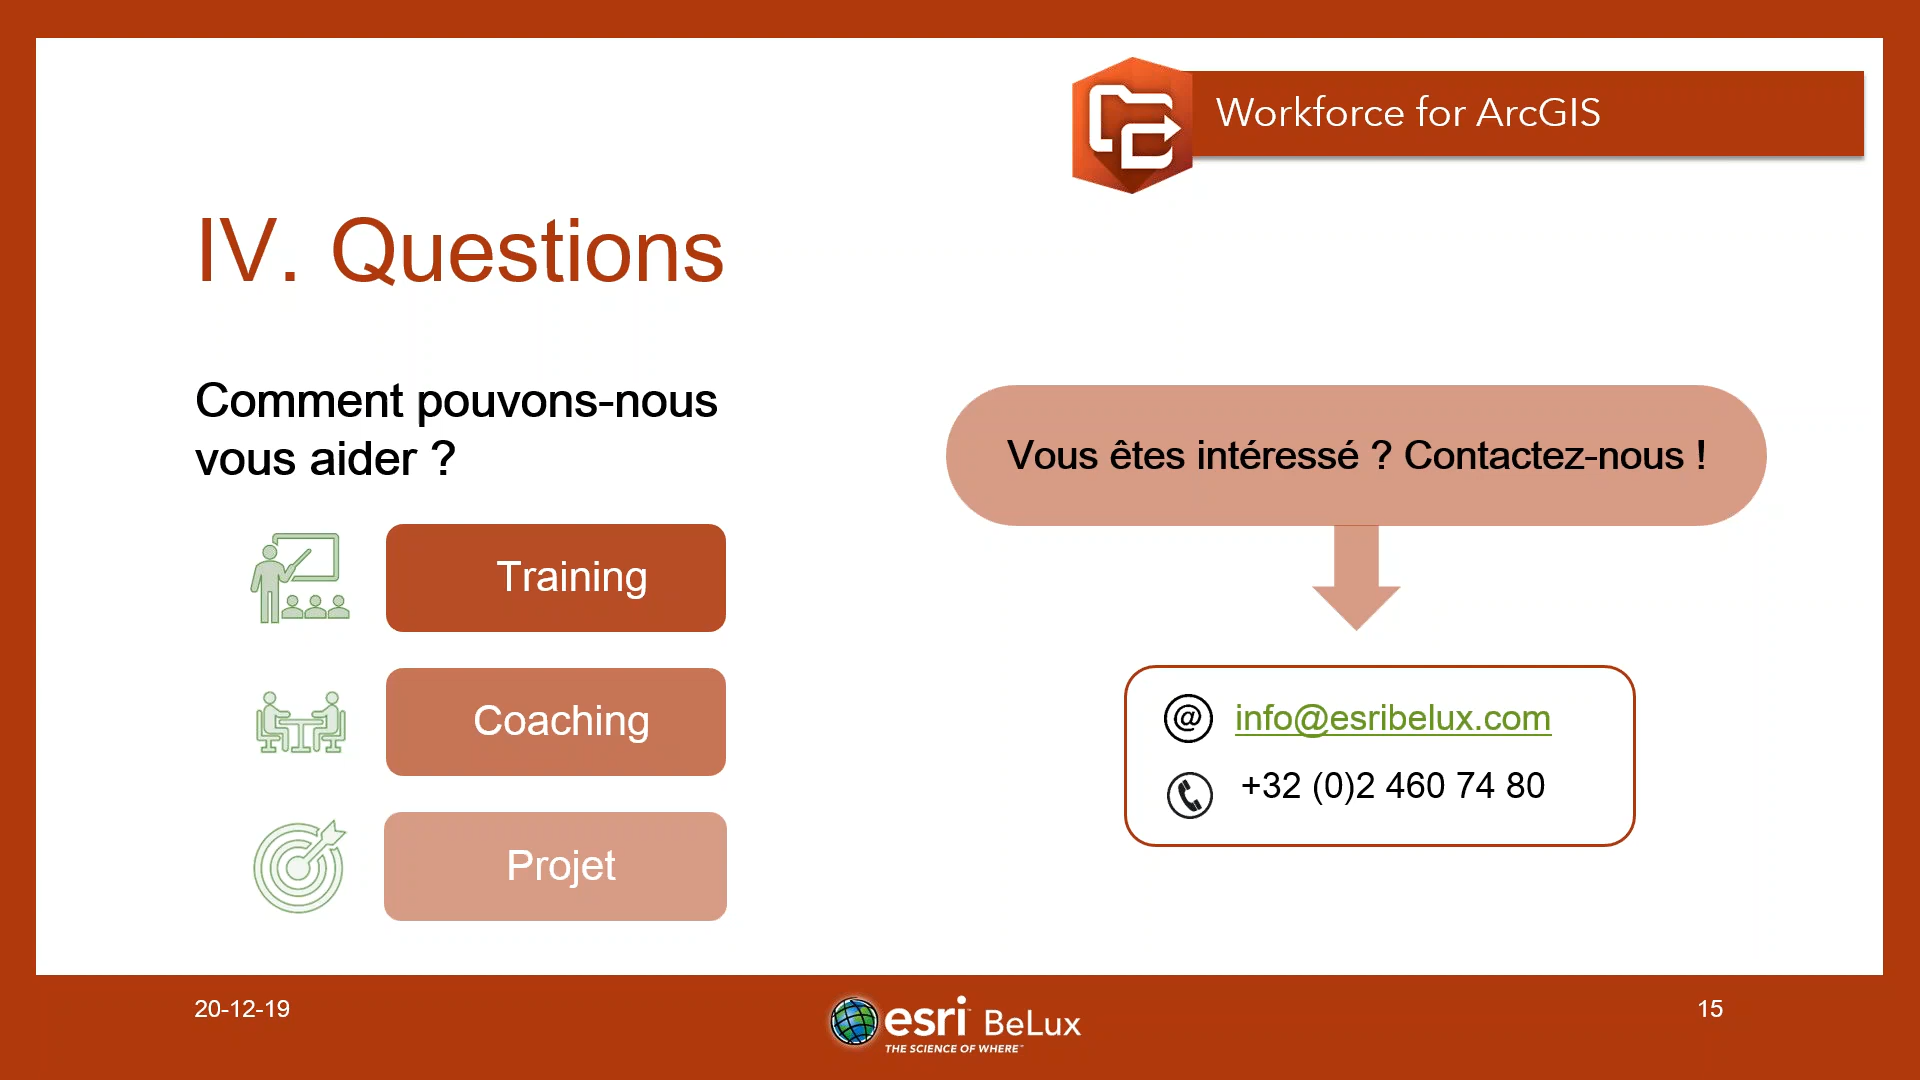 Workforce for ArcGIS
IV. Questions
Comment pouvons-nous
vous aider ?
Training
Coaching
Projet
Vous êtes intéressé ? Contactez-nous !
@ info@esribelux.com
+32 (0)2 460 74 80
20-12-19
esri BeLux
THE SCIENCE OF WHERE™
15